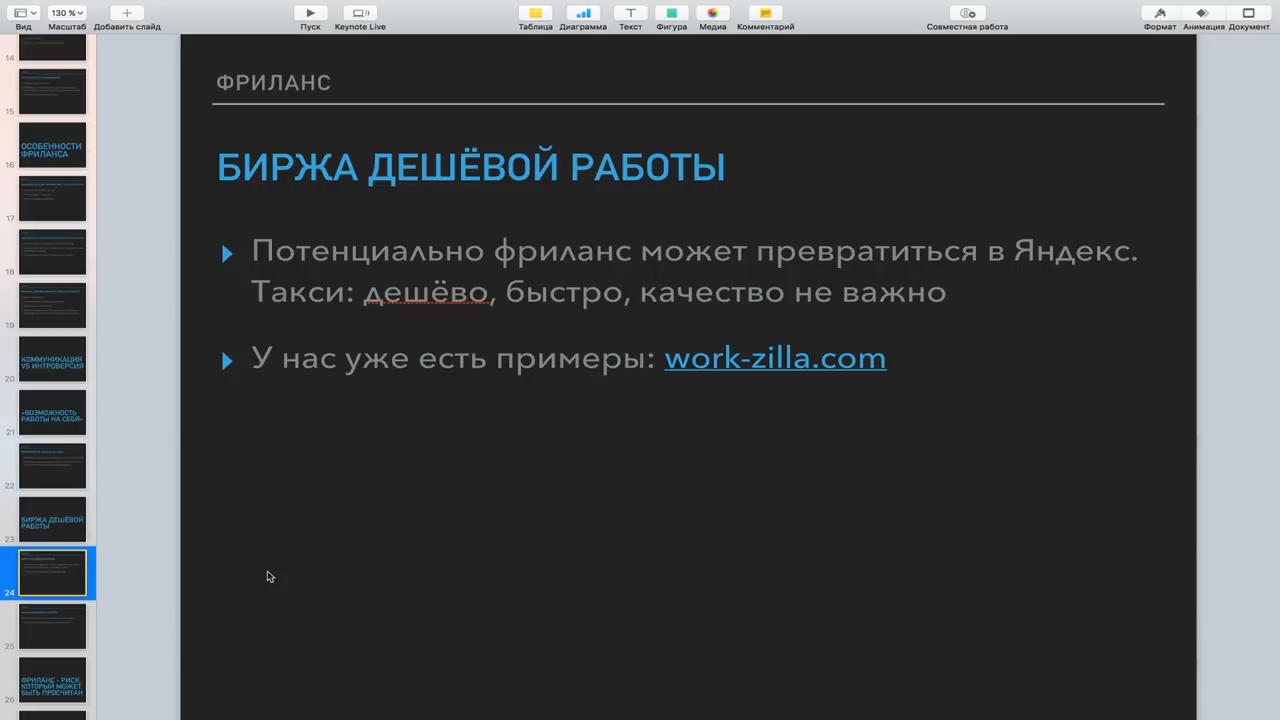 130 %
Вид
Масштаб
Добавить слайд
Пуск
Keynote Live
Таблица
Диаграмма
Текст
Фигура
Медиа
Комментарий
Совместная работа
Формат
Анимация
Документ
14
15
ОСОБЕННОСТИ
ФРИЛАНСА
16
17
18
19
КОММУНИКАЦИЯ
VS ИНТРОВЕРСИЯ
20
«ВОЗМОЖНОСТЬ
РАБОТЫ НА СЕБЯ»
21
22
БИРЖА ДЕШЁВОЙ
РАБОТЫ
23
24
25
ФРИЛАНС - РИСК,
КОТОРЫЙ МОЖЕТ
БЫТЬ ПРОСЧИТАН
26
ФРИЛАНС
БИРЖА ДЕШЁВОЙ РАБОТЫ
Потенциально фриланс может превратиться в Яндекс.
Такси: дешёво, быстро, качество не важно
У нас уже есть примеры: work-zilla.com